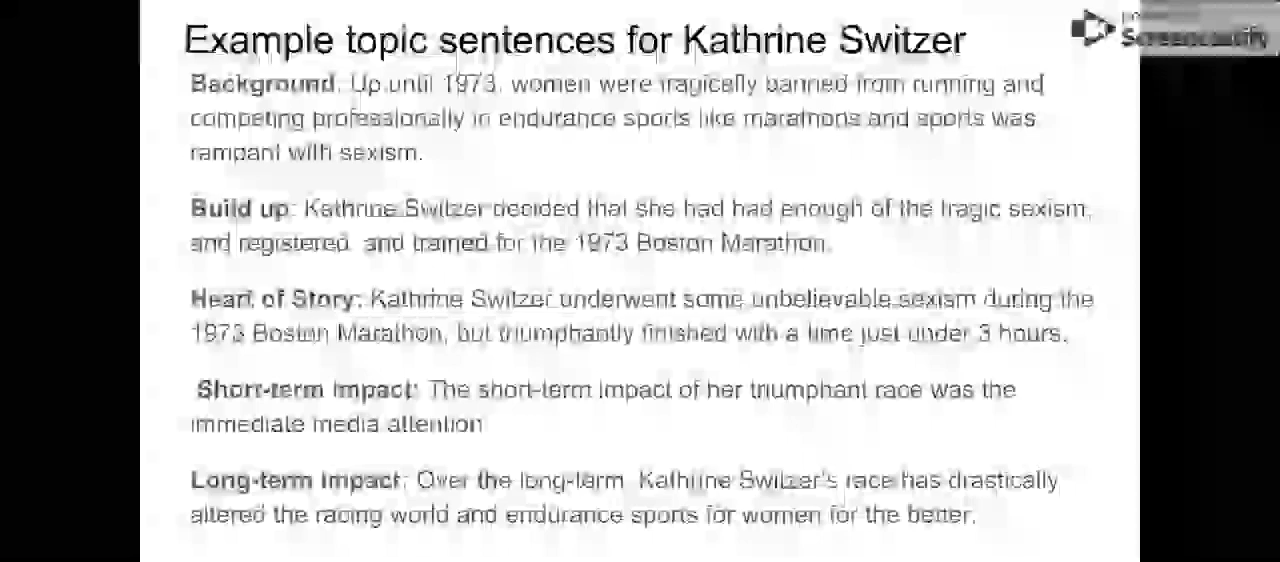 Example topic sentences for Kathrine Switzer
Background: Up until 1973, women were tragically banned from running and
competing professionally in endurance sports like marathons and sports was
rampant with sexism.
Build up: Kathrine Switzer decided that she had had enough of the tragic sexism,
and registered, and trained for the 1973 Boston Marathon.
Heart of Story: Kathrine Switzer underwent some unbelievable sexism during the
1973 Boston Marathon, but triumphantly finished with a time just under 3 hours.
Short-term Impact: The short-term impact of her triumphant race was the
immediate media attention
Long-term Impact: Over the long-term, Kathrine Switzer's race has drastically
altered the racing world and endurance sports for women for the better.
Screencastify